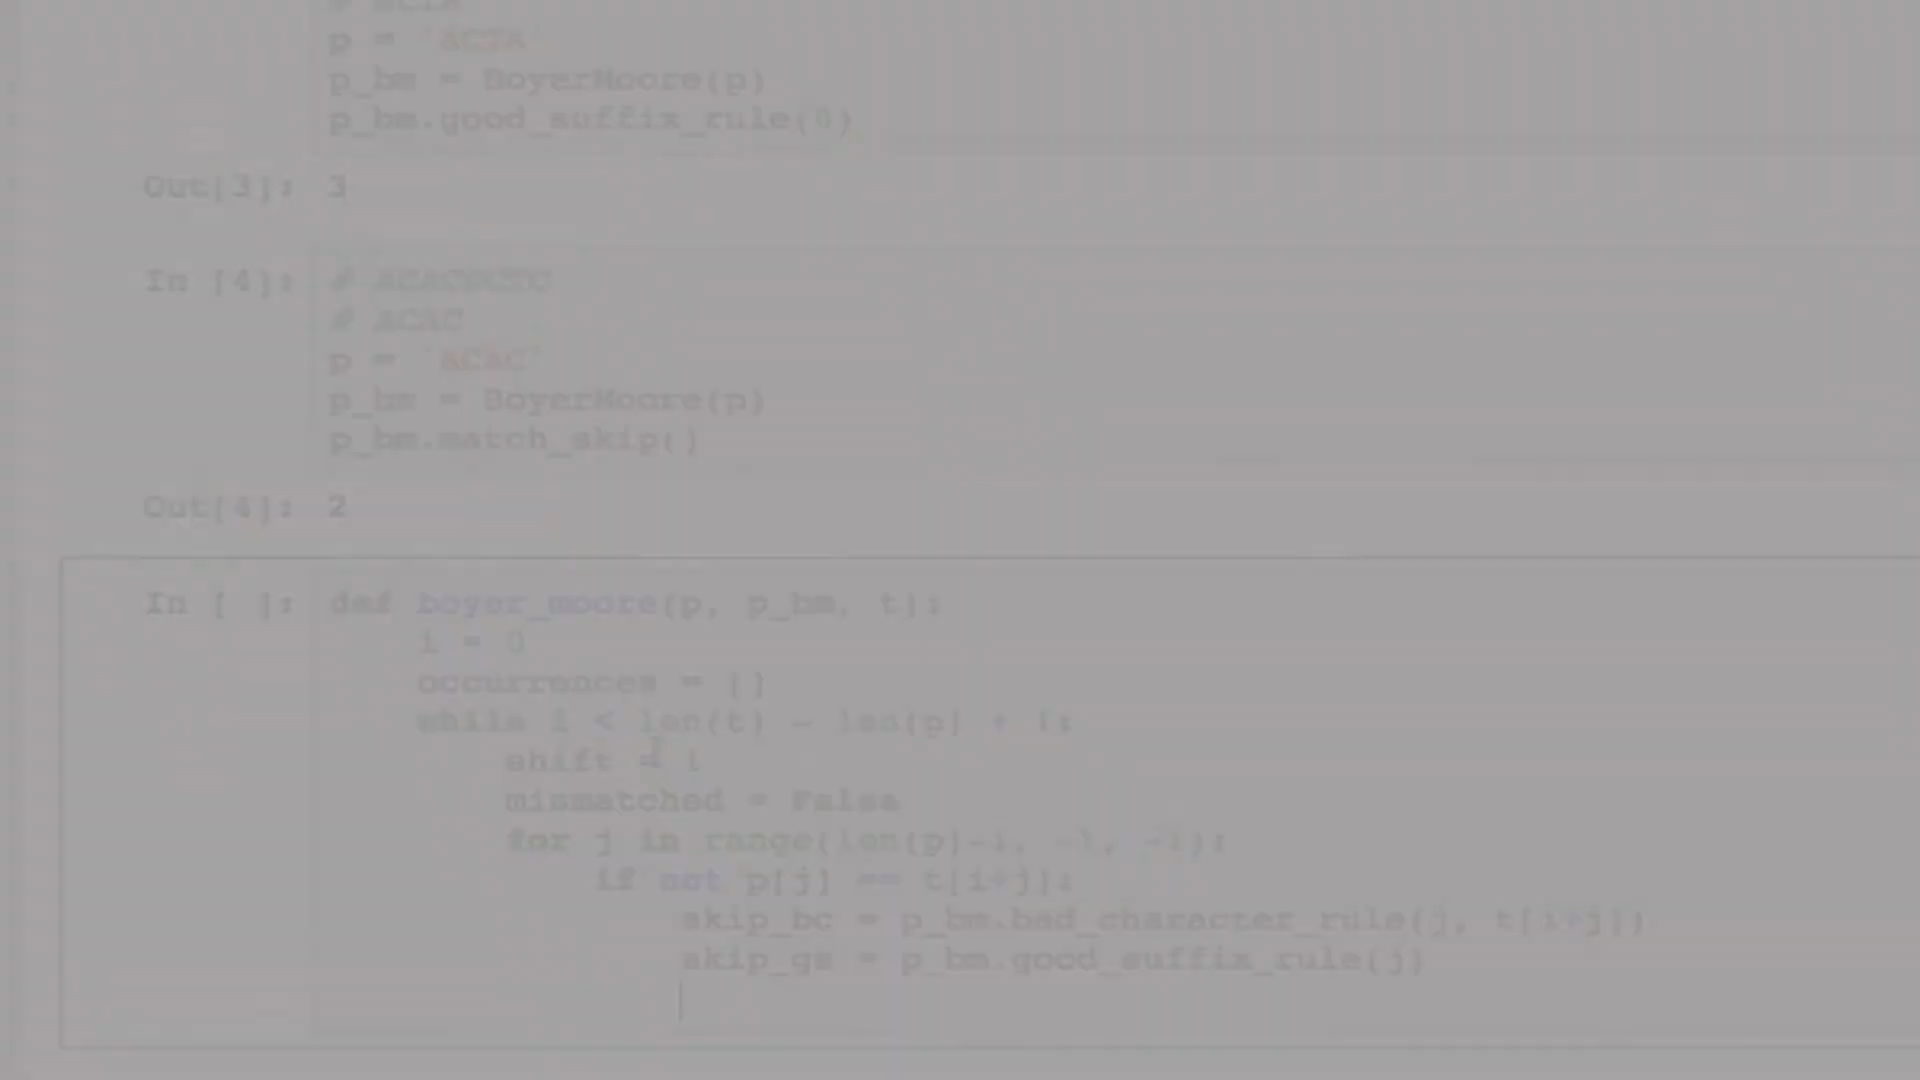 p = 'ACTA'
p_bm = BoyerMoore(p)
p_bm.good_suffix_rule(0)
Out[3]: 3
In [4]: #
# ACAC
p = 'ACAC'
p_bm = BoyerMoore(p)
p_bm.match_skip()
Out[4]: 2
In [ ]: def boyer_moore(p, p_bm, t):
i = 0
occurrences = []
while i < len(t) - len(p) + 1:
shift = 1
mismatched = False
for j in range(len(p)-1, -1, -1):
if not p[j] == t[i+j]:
skip_bc = p_bm.bad_character_rule(j, t[i+j])
skip_gs = p_bm.good_suffix_rule(j)